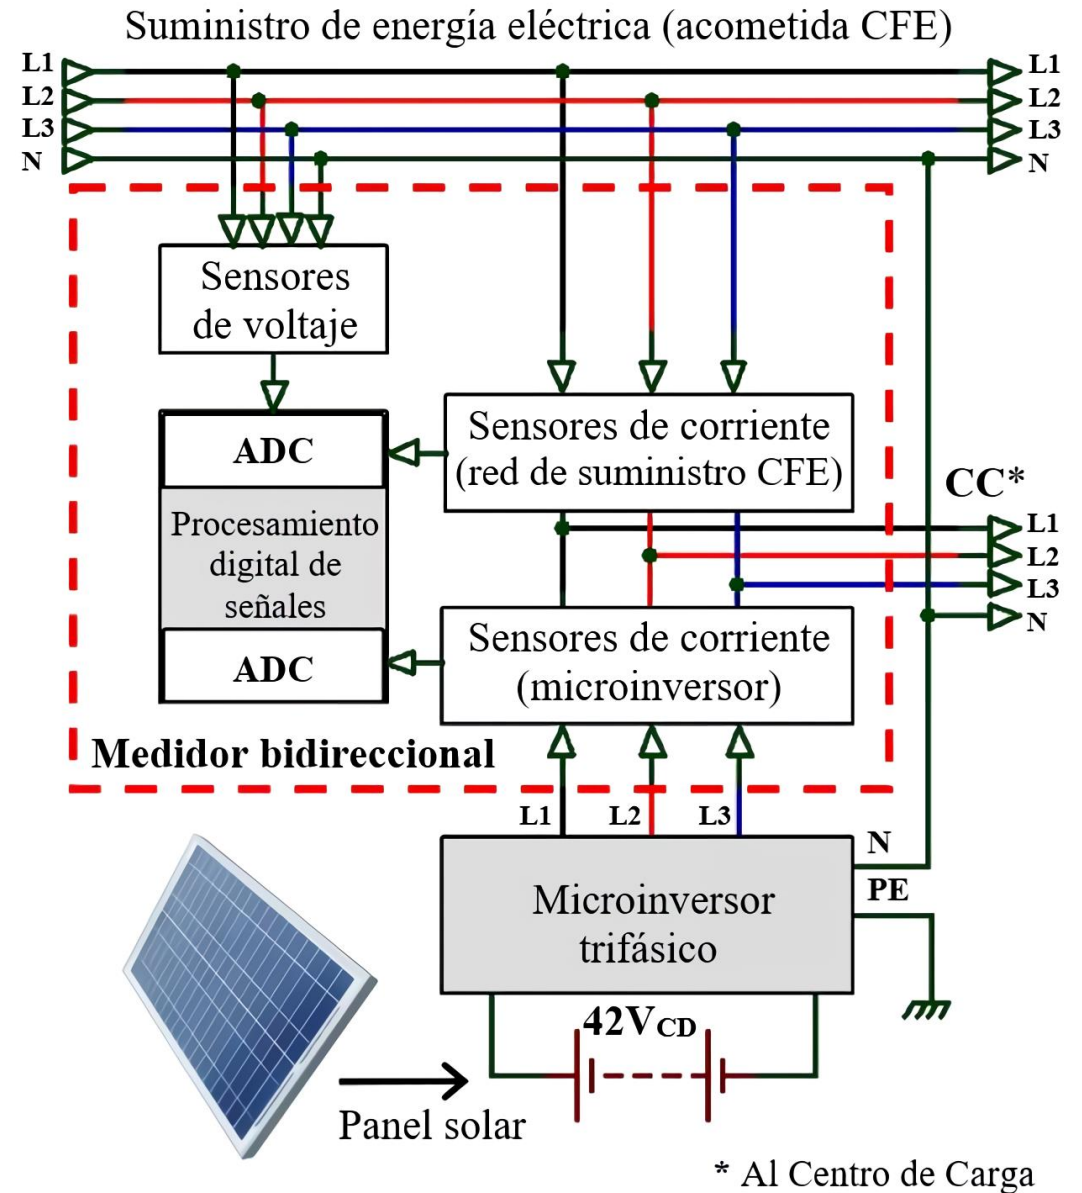 Suministro de energía eléctrica (acometida CFE)
L1
L2
L3
N
L1
L2
L3
N
Sensores
de voltaje
ADC
Procesamiento
digital de
señales
ADC
Sensores de corriente
(red de suministro CFE)
CC*
L1
L2
L3
N
Sensores de corriente
(microinversor)
Medidor bidireccional
L1
L2
L3
N
PE
Microinversor
trifásico
42VCD
Panel solar
* Al Centro de Carga